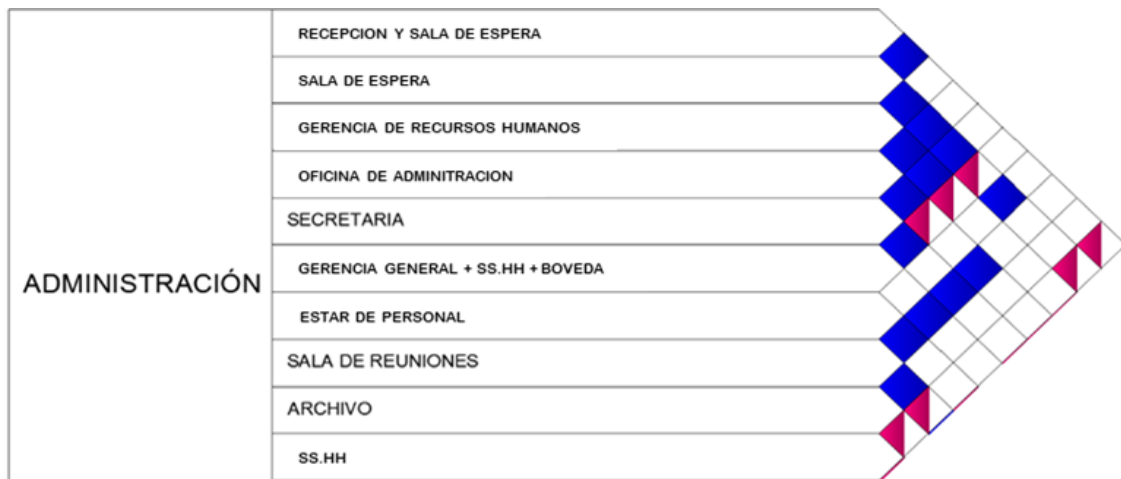 RECEPCION Y SALA DE ESPERA
SALA DE ESPERA
GERENCIA DE RECURSOS HUMANOS
OFICINA DE ADMINITRACION
SECRETARIA
ADMINISTRACIÓN
GERENCIA GENERAL + SS.HH + BOVEDA
ESTAR DE PERSONAL
SALA DE REUNIONES
ARCHIVO
SS.HH